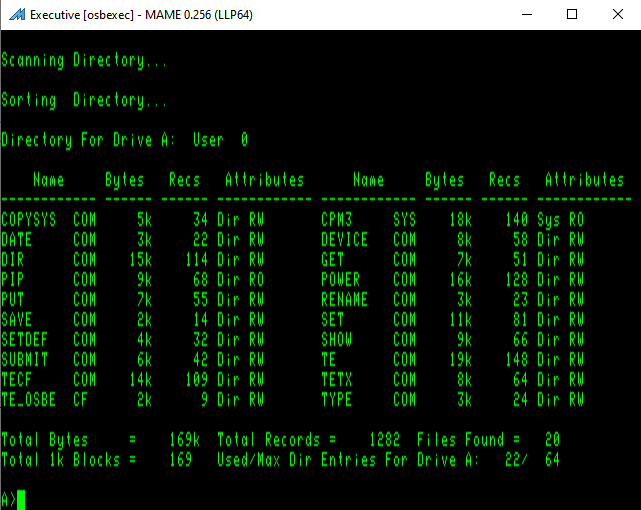 Executive [osbexec] - MAME 0.256 (LLP64)
Scanning Directory...
Sorting  Directory...
Directory For Drive A:  User  0
    Name     Bytes   Recs   Attributes      Name     Bytes   Recs   Attributes
------------ ------ ------ ------------ ------------ ------ ------ ------------
COPYSYS  COM     5k     34 Dir RW       CPM3     SYS    18k    140 Sys RO
DATE     COM     3k     22 Dir RW       DEVICE   COM     8k     58 Dir RW
DIR      COM    15k    114 Dir RW       GET      COM     7k     51 Dir RW
PIP      COM     9k     68 Dir RO       POWER    COM    16k    128 Dir RW
PUT      COM     7k     55 Dir RW       RENAME   COM     3k     23 Dir RW
SAVE     COM     2k     14 Dir RW       SET      COM    11k     81 Dir RW
SETDEF   COM     4k     32 Dir RW       SHOW     COM     9k     66 Dir RW
SUBMIT   COM     6k     42 Dir RW       TE       COM    19k    148 Dir RW
TECF     COM    14k    109 Dir RW       TETX     COM     8k     64 Dir RW
TE_OSBE  CF      2k      9 Dir RW       TYPE     COM     3k     24 Dir RW
Total Bytes     =    169k  Total Records =    1282  Files Found =   20
Total 1k Blocks =    169   Used/Max Dir Entries For Drive A:   22/  64
A>